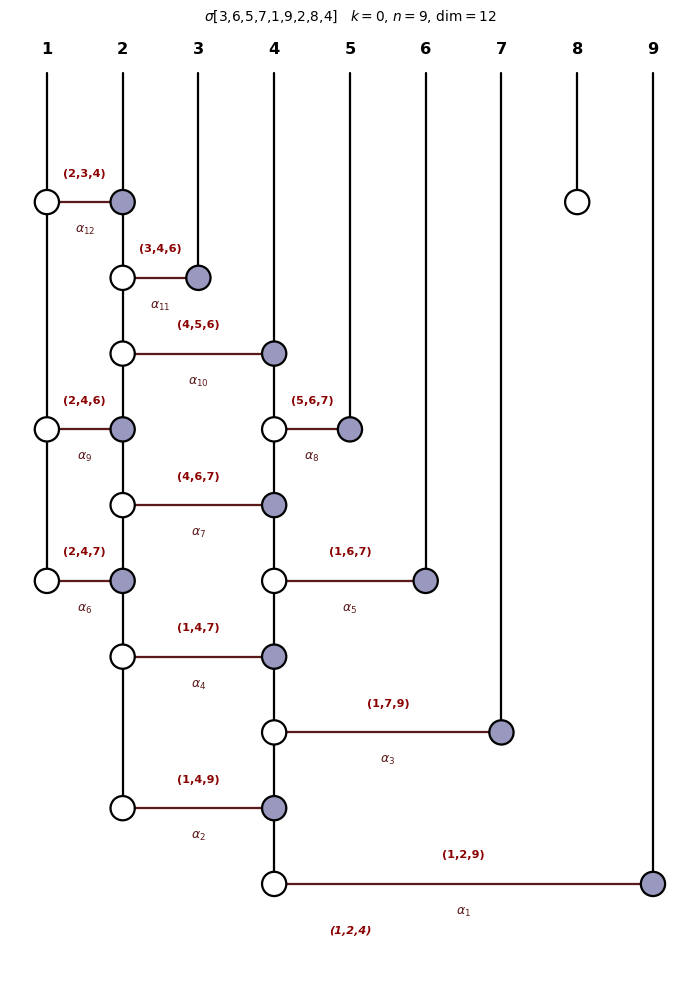 σ[3,6,5,7,1,9,2,8,4]   k = 0, n = 9, dim = 12
1 2 3 4 5 6 7 8 9
(2,3,4)
α12
(3,4,6)
α11
(4,5,6)
α10
(2,4,6) (5,6,7)
α9 α8
(4,6,7)
α7
(2,4,7) (1,6,7)
α6 α5
(1,4,7)
α4
(1,7,9)
α3
(1,4,9)
α2
(1,2,9)
α1
(1,2,4)